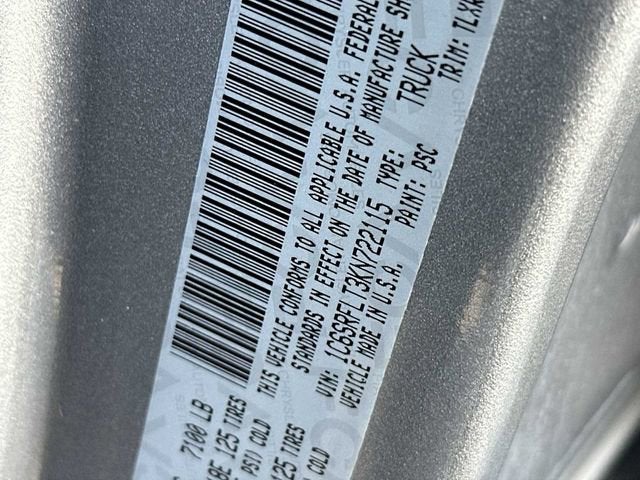 7100 LB
125 TIRES
PSI) COLD
THIS VEHICLE CONFORMS TO ALL APPLICABLE U.S.A. FEDERAL
STANDARDS IN EFFECT ON THE DATE OF MANUFACTURE SH
VIN: 1C6SRFLT3KN722115 TYPE: TRUCK
VEHICLE MADE IN U.S.A. PAINT: PSC TRIM: TLX
125 TIRES
COLD